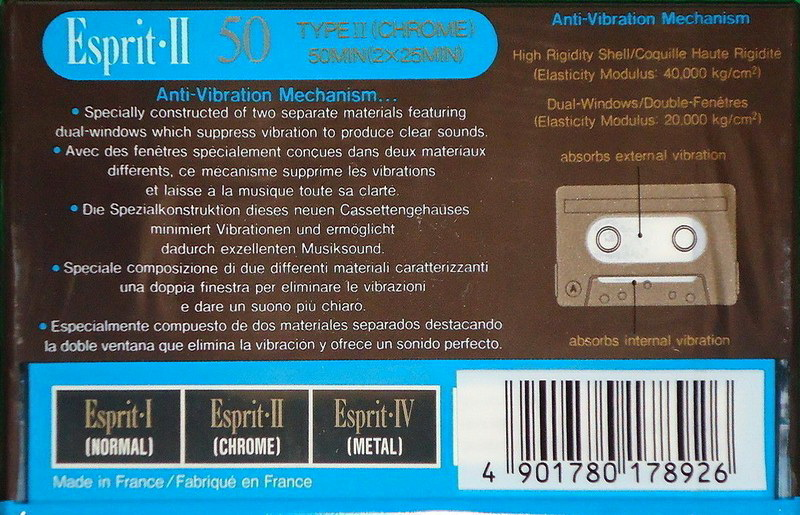 Esprit·II 50 TYPE II (CHROME)
50MIN(2×25MIN)
Anti-Vibration Mechanism...
• Specially constructed of two separate materials featuring
dual-windows which suppress vibration to produce clear sounds.
• Avec des fenêtres spécialement conçues dans deux materiaux
différents, ce mecanisme supprime les vibrations
et laisse a la musique toute sa clarte.
• Die Spezialkonstruktion dieses neuen Cassettengehäuses
minimiert Vibrationen und ermöglicht
dadurch exzellenten Musiksound.
• Speciale composizione di due differenti materiali caratterizzanti
una doppia finestra per eliminare le vibrazioni
e dare un suono più chiaro.
• Especialmente compuesto de dos materiales separados destacando
la doble ventana que elimina la vibracion y ofrece un sonido perfecto.
Anti-Vibration Mechanism
High Rigidity Shell/Coquille Haute Rigidité
(Elasticity Modulus: 40,000 kg/cm²)
Dual-Windows/Double-Fenêtres
(Elasticity Modulus: 20,000 kg/cm²)
absorbs external vibration
A
absorbs internal vibration
Esprit·I
(NORMAL)
Esprit·II
(CHROME)
Esprit·IV
(METAL)
Made in France/Fabriqué en France
4 901780 178926